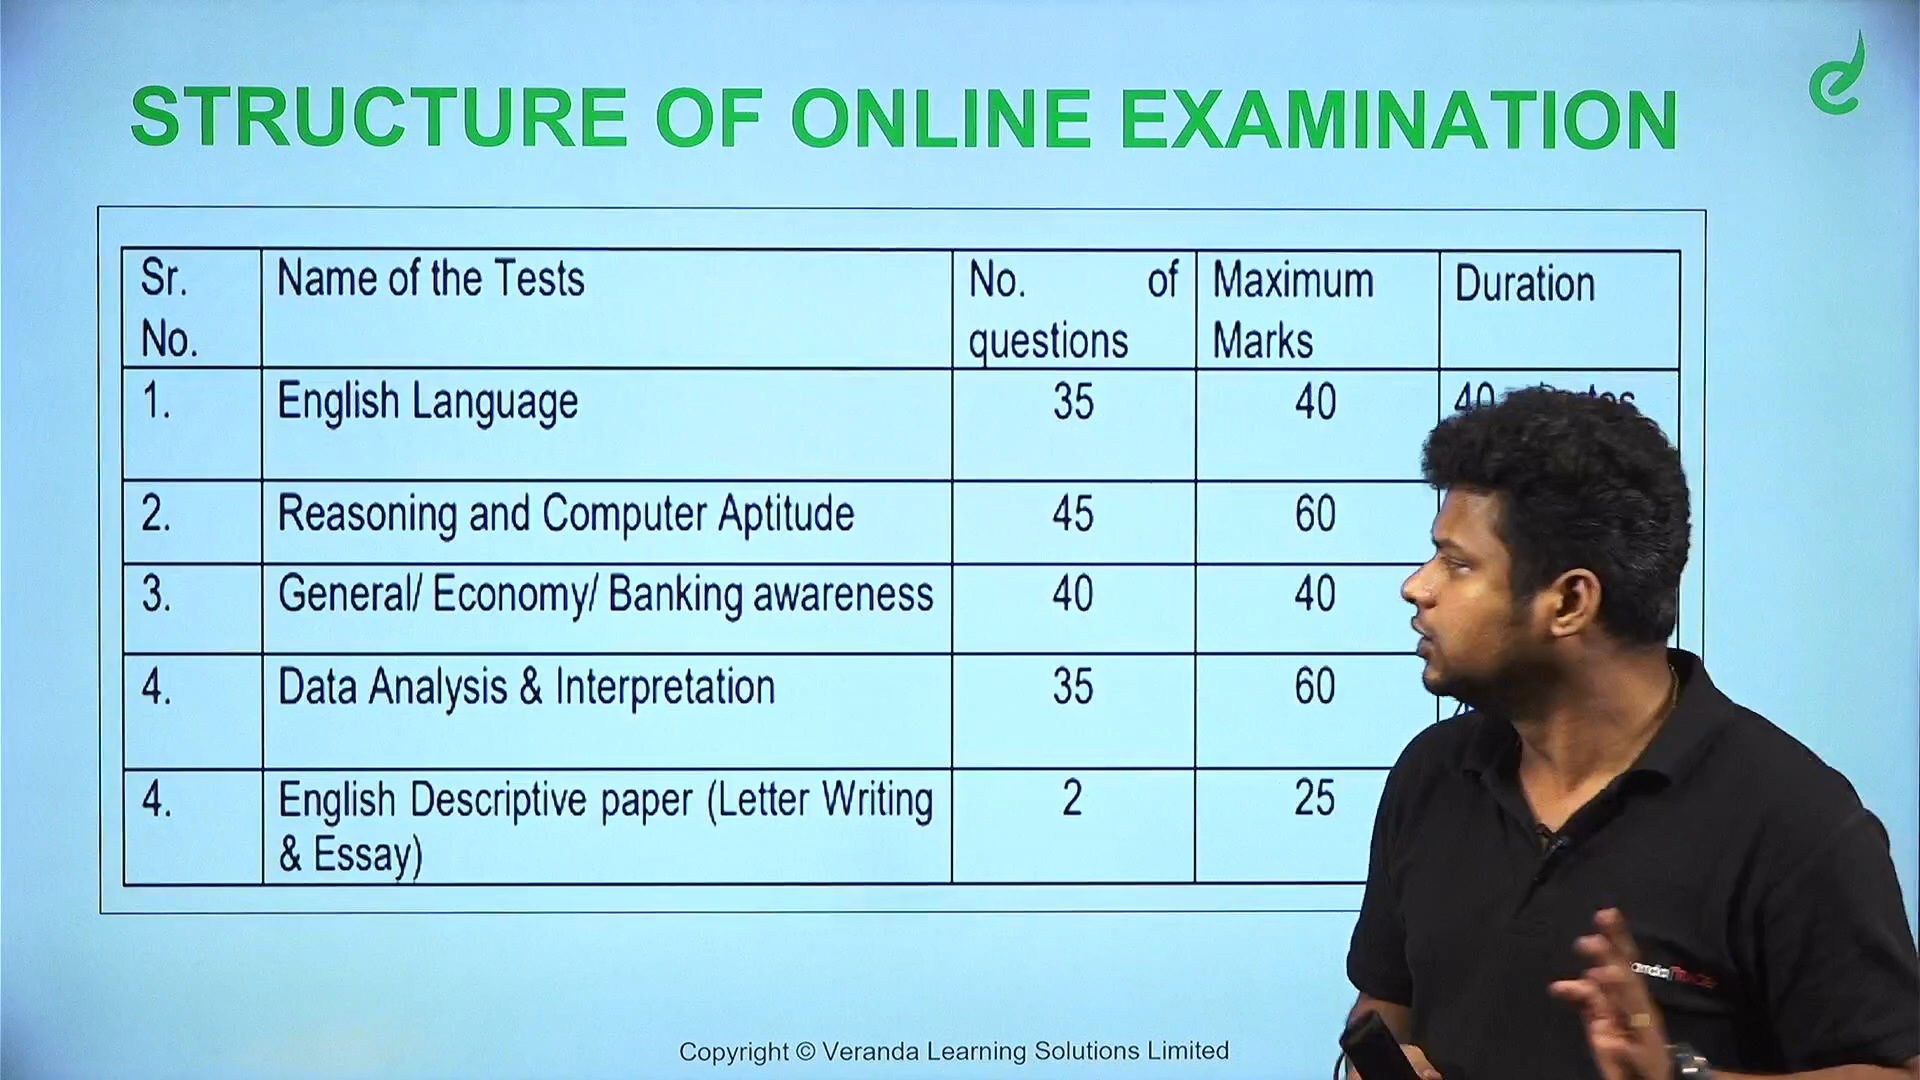 STRUCTURE OF ONLINE EXAMINATION
Sr. No. Name of the Tests No. of questions Maximum Marks Duration
1. English Language 35 40 40
2. Reasoning and Computer Aptitude 45 60
3. General/ Economy/ Banking awareness 40 40
4. Data Analysis & Interpretation 35 60
4. English Descriptive paper (Letter Writing & Essay) 2 25
Copyright © Veranda Learning Solutions Limited